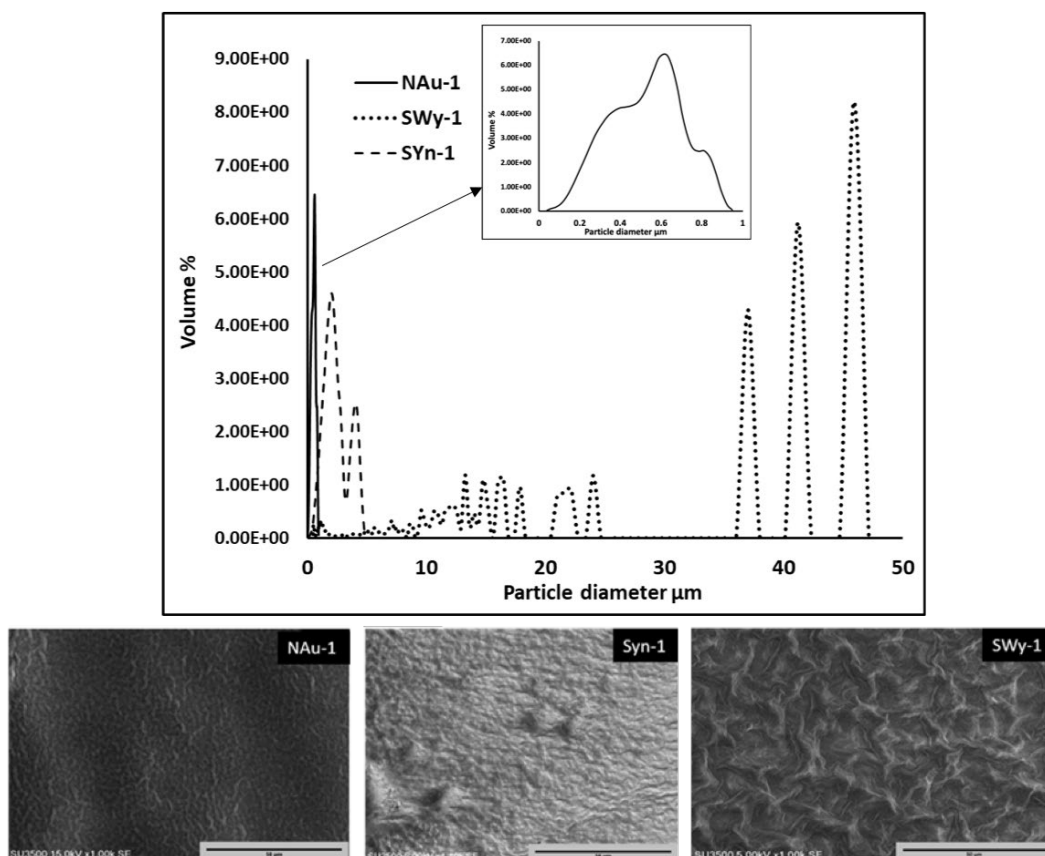 9.00E+00
8.00E+00
7.00E+00
6.00E+00
5.00E+00
4.00E+00
3.00E+00
2.00E+00
1.00E+00
0.00E+00
Volume %
0
10
20
30
40
50
Particle diameter µm
NAu-1
SWy-1
SYn-1
7.00E+00
6.00E+00
5.00E+00
4.00E+00
3.00E+00
2.00E+00
1.00E+00
0.00E+00
Volume %
0
0.2
0.4
0.6
0.8
1
Particle diameter µm
NAu-1
SU3500 15.0kV x1.00k SE
Syn-1
SU3500
SWy-1
SU3500 5.00kV x1.00k SE